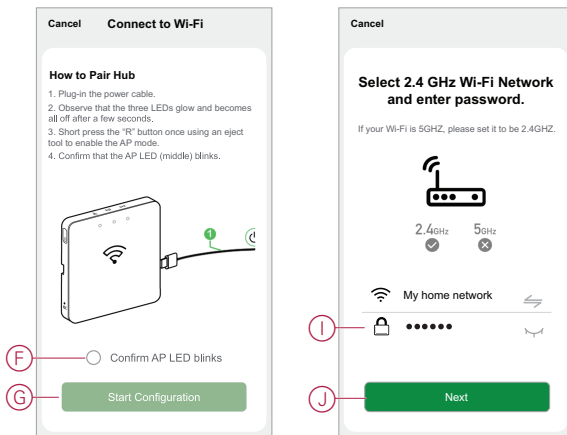 Cancel Connect to Wi-Fi
How to Pair Hub
1. Plug-in the power cable.
2. Observe that the three LEDs glow and becomes
all off after a few seconds.
3. Short press the “R” button once using an eject
tool to enable the AP mode.
4. Confirm that the AP LED (middle) blinks.
1
F
Confirm AP LED blinks
G
Start Configuration
Cancel
Select 2.4 GHz Wi-Fi Network
and enter password.
If your Wi-Fi is 5GHZ, please set it to be 2.4GHZ.
2.4GHz 5GHz
My home network
I
••••••
J
Next